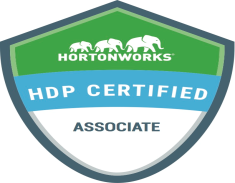 HORTONWORKS®
HDP CERTIFIED
ASSOCIATE